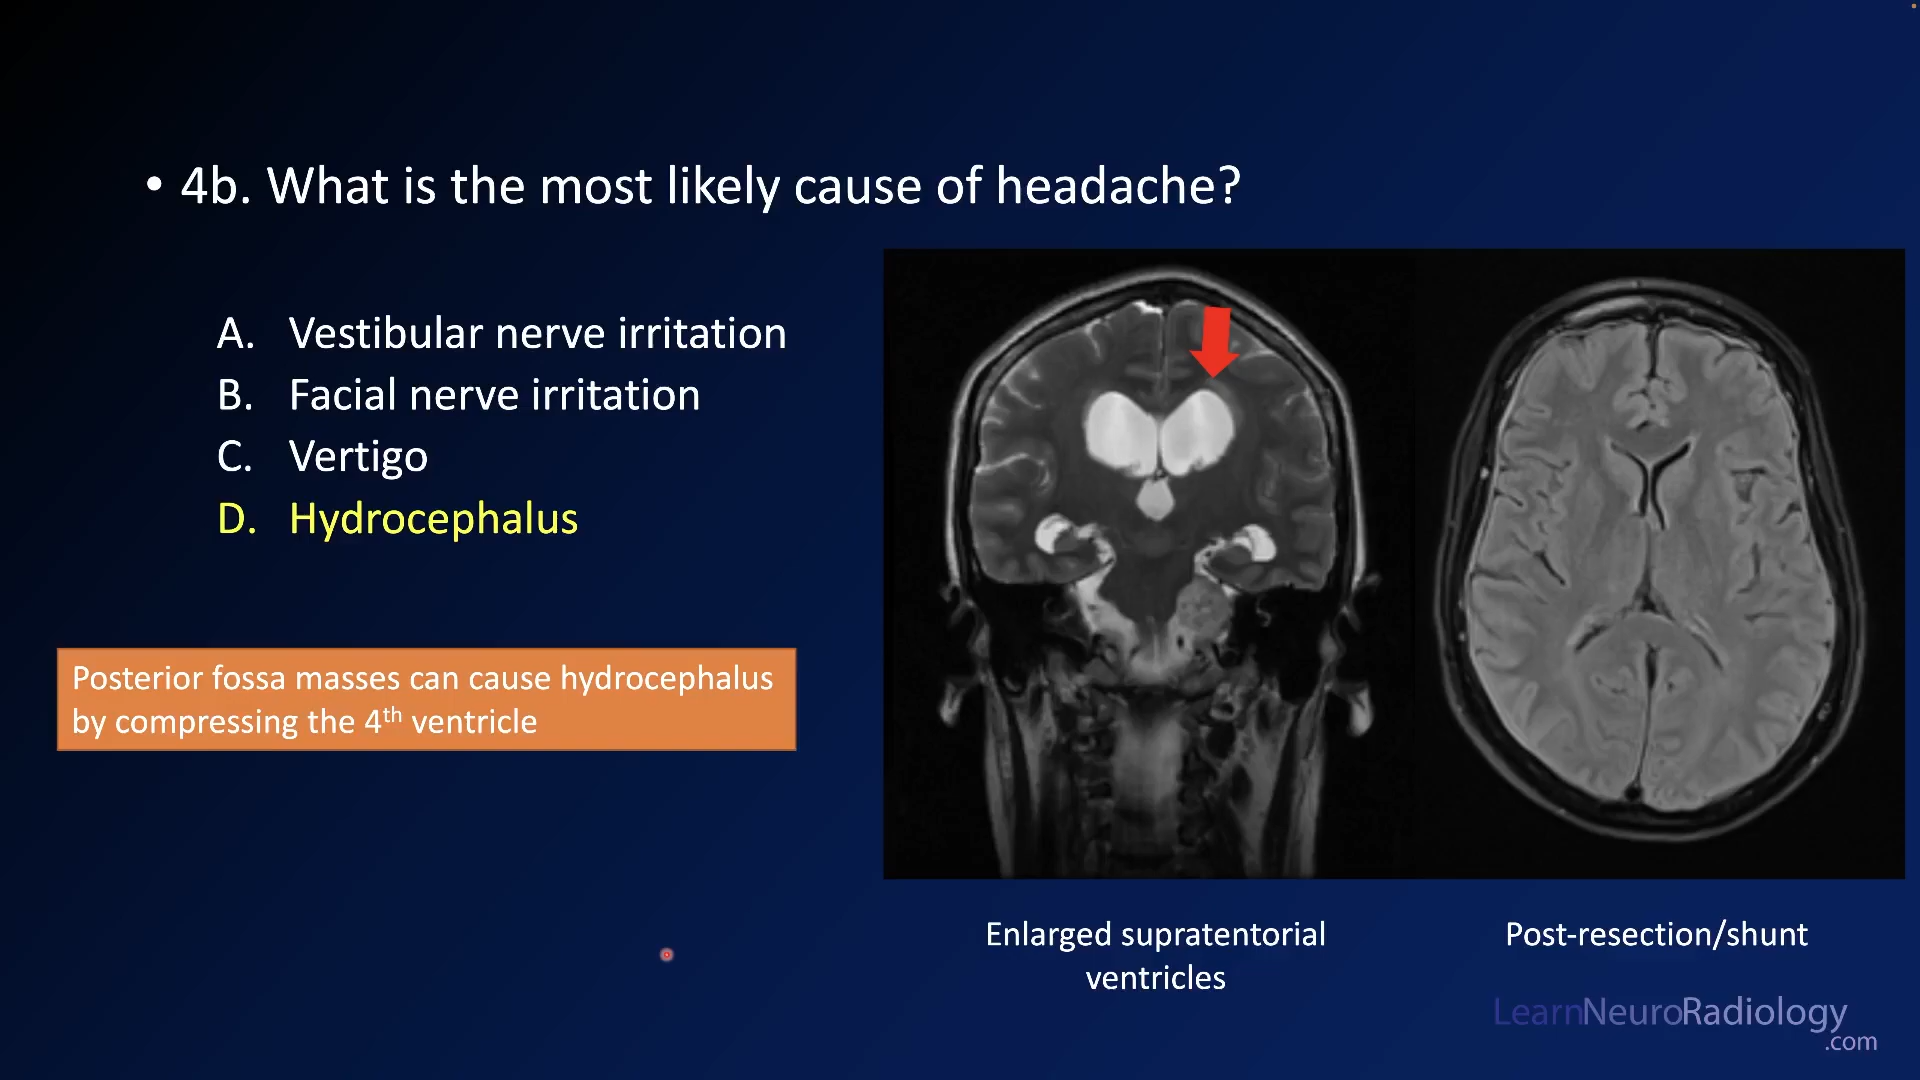 • 4b. What is the most likely cause of headache?
A. Vestibular nerve irritation
B. Facial nerve irritation
C. Vertigo
D. Hydrocephalus
Posterior fossa masses can cause hydrocephalus
by compressing the 4th ventricle
Enlarged supratentorial
ventricles
Post-resection/shunt
LearnNeuroRadiology
.com